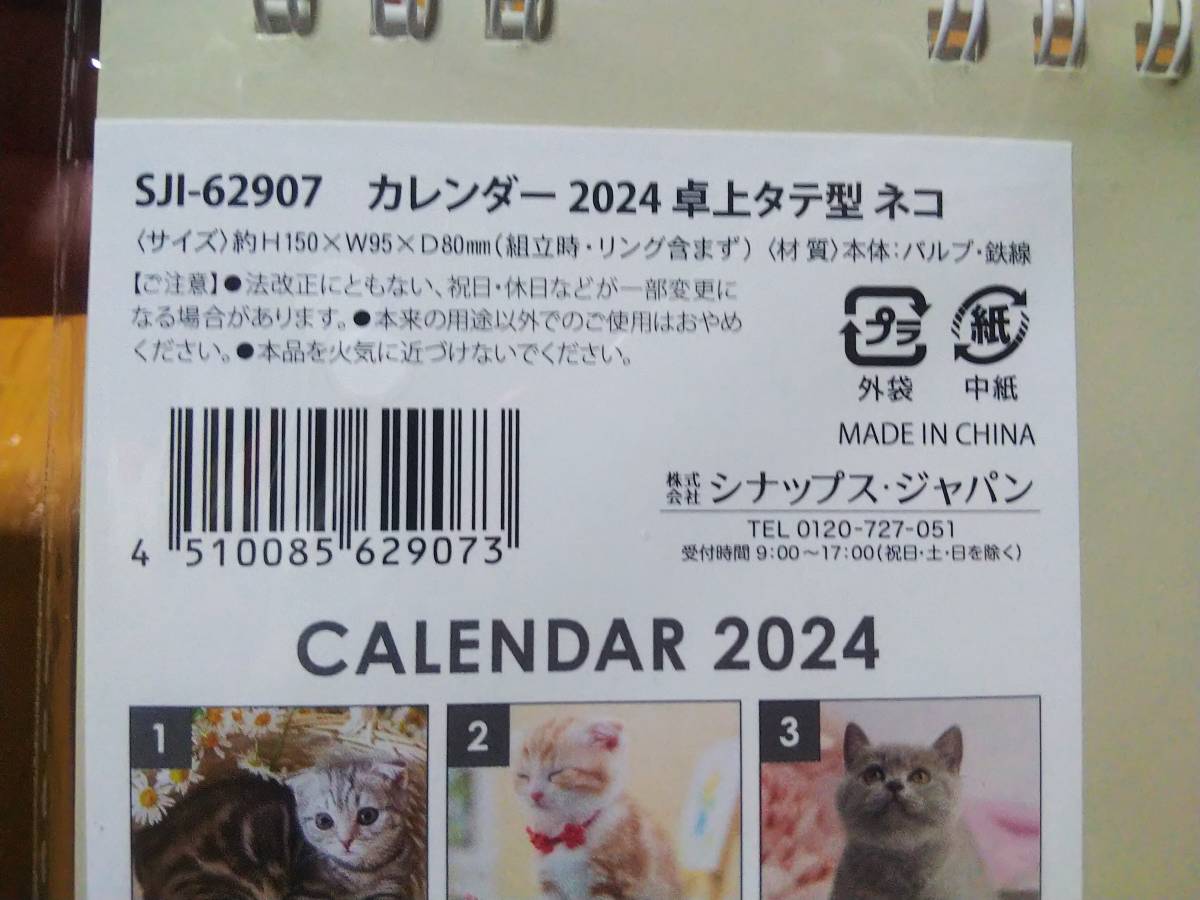 SJI-62907 カレンダー 2024 卓上タテ型 ネコ
〈サイズ〉約H150×W95×D80㎜(組立時・リング含まず) 〈材質〉本体：パルプ・鉄線
【ご注意】●法改正にともない、祝日・休日などが一部変更に
なる場合があります。●本来の用途以外でのご使用はおやめ
ください。●本品を火気に近づけないでください。
プラ 紙
外袋 中紙
MADE IN CHINA
株式会社 シナップス・ジャパン
TEL 0120-727-051
受付時間 9：00～17：00(祝日・土・日を除く)
4 510085 629073
CALENDAR 2024
1 2 3